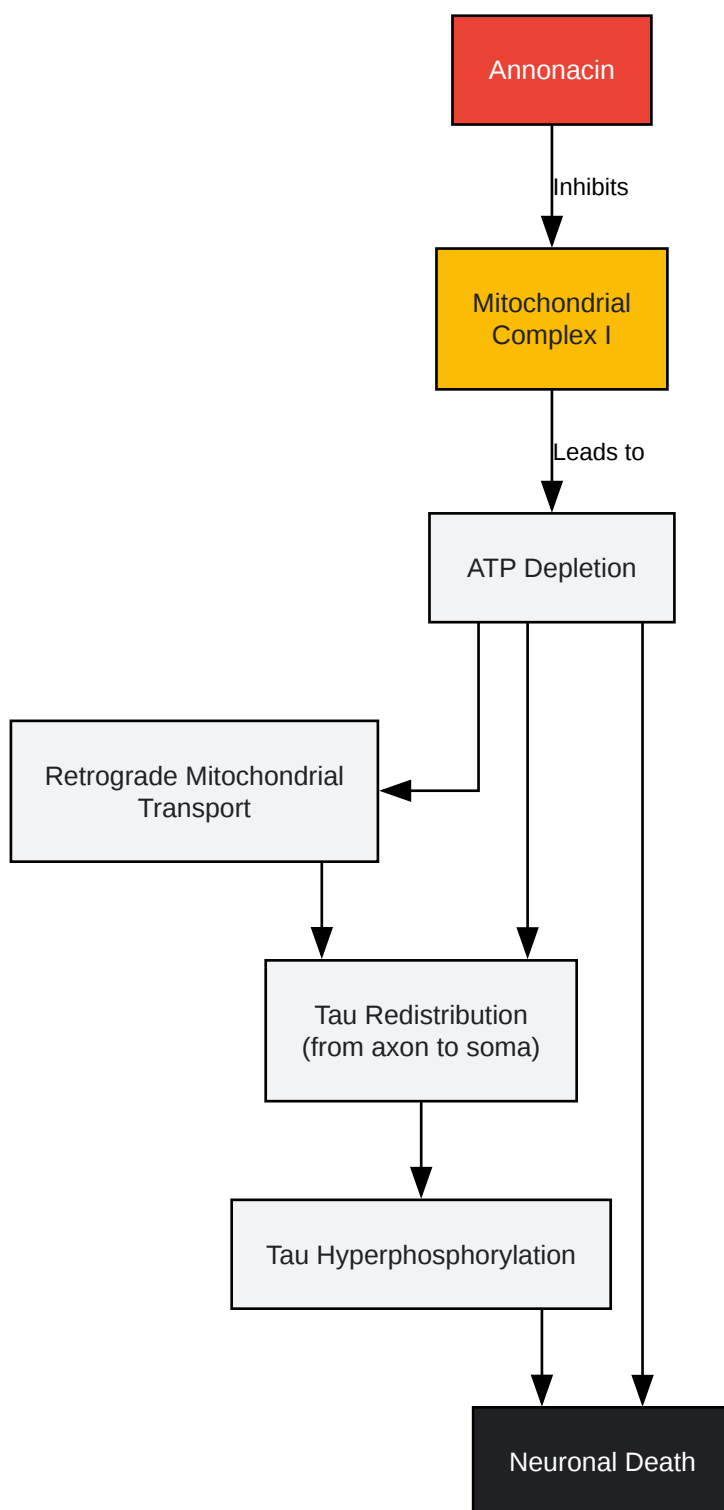 Annonacin
Inhibits
Mitochondrial
Complex I
Leads to
ATP Depletion
Retrograde Mitochondrial
Transport
Tau Redistribution
(from axon to soma)
Tau Hyperphosphorylation
Neuronal Death